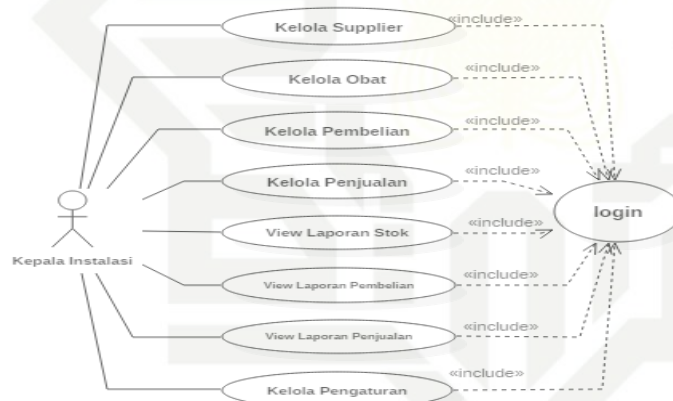 Kelola Supplier
«include»
Kelola Obat
«include»
Kelola Pembelian
«include»
Kelola Penjualan
«include»
View Laporan Stok
«include»
login
Kepala Instalasi
View Laporan Pembelian
«include»
View Laporan Penjualan
«include»
Kelola Pengaturan
«include»